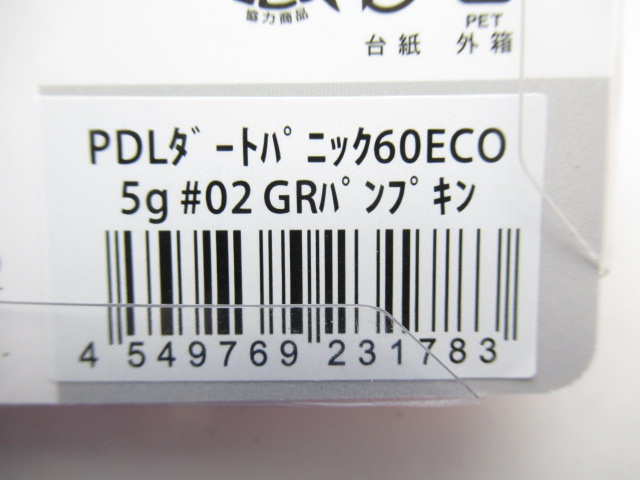 協力商品
PET
台紙 外箱
PDLﾀﾞｰﾄﾊﾟﾆｯｸ60ECO
5g #02 GRﾊﾟﾝﾌﾟｷﾝ
4 549769 231783